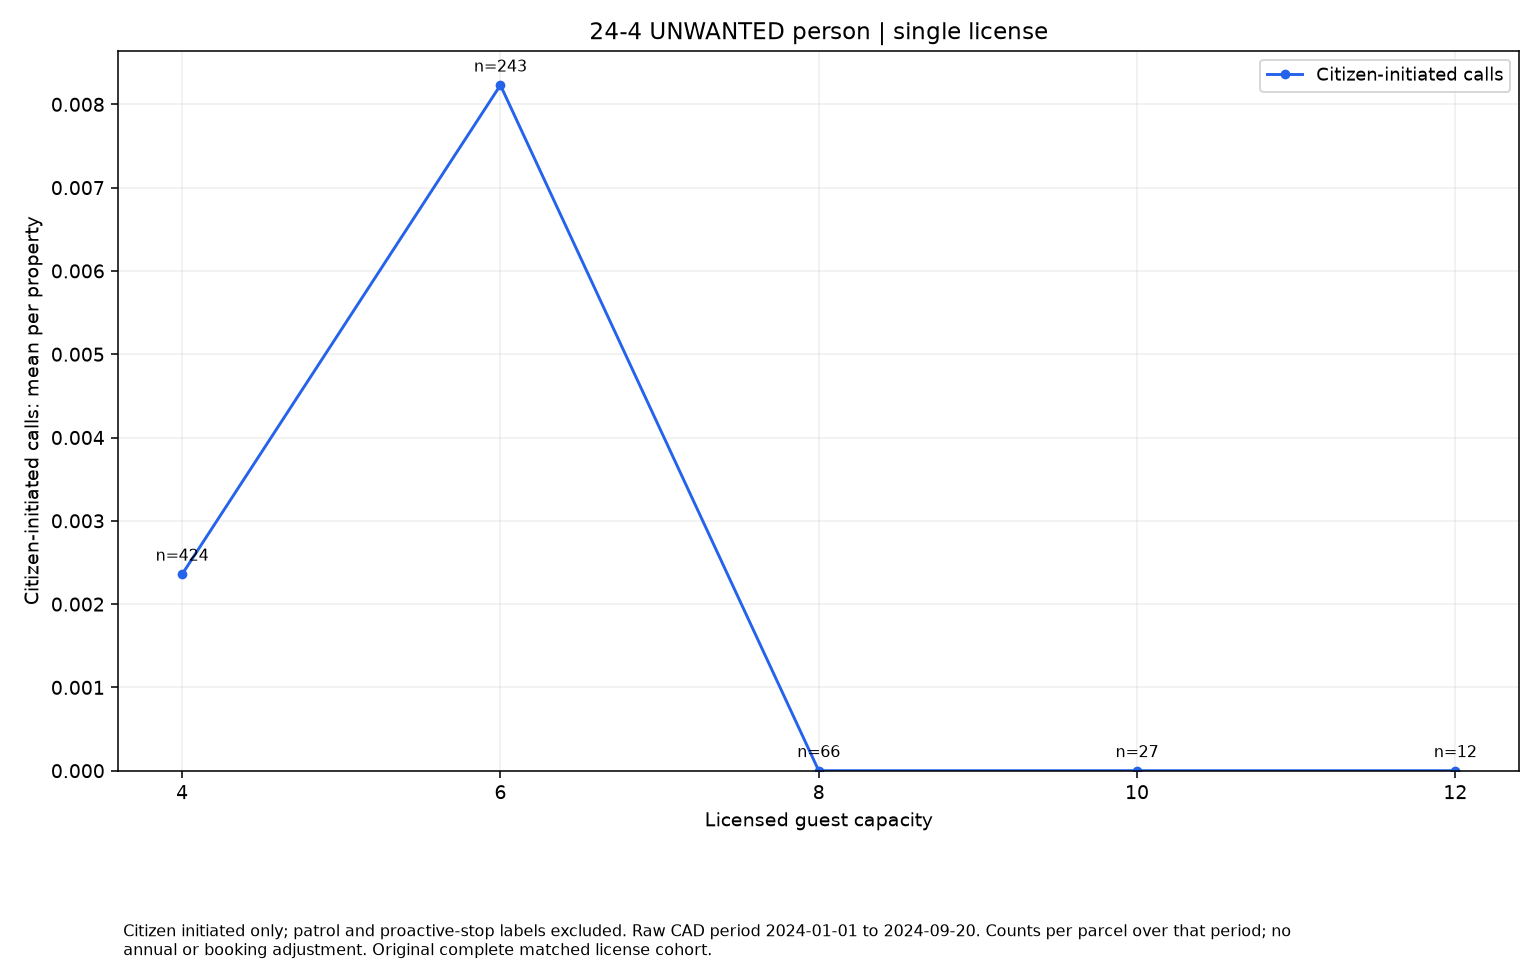 24-4 UNWANTED person | single license
Citizen-initiated calls
n=243
n=424
n=66
n=27
n=12
Citizen-initiated calls: mean per property
0.008
0.007
0.006
0.005
0.004
0.003
0.002
0.001
0.000
4
6
8
10
12
Licensed guest capacity
Citizen initiated only; patrol and proactive-stop labels excluded. Raw CAD period 2024-01-01 to 2024-09-20. Counts per parcel over that period; no
annual or booking adjustment. Original complete matched license cohort.